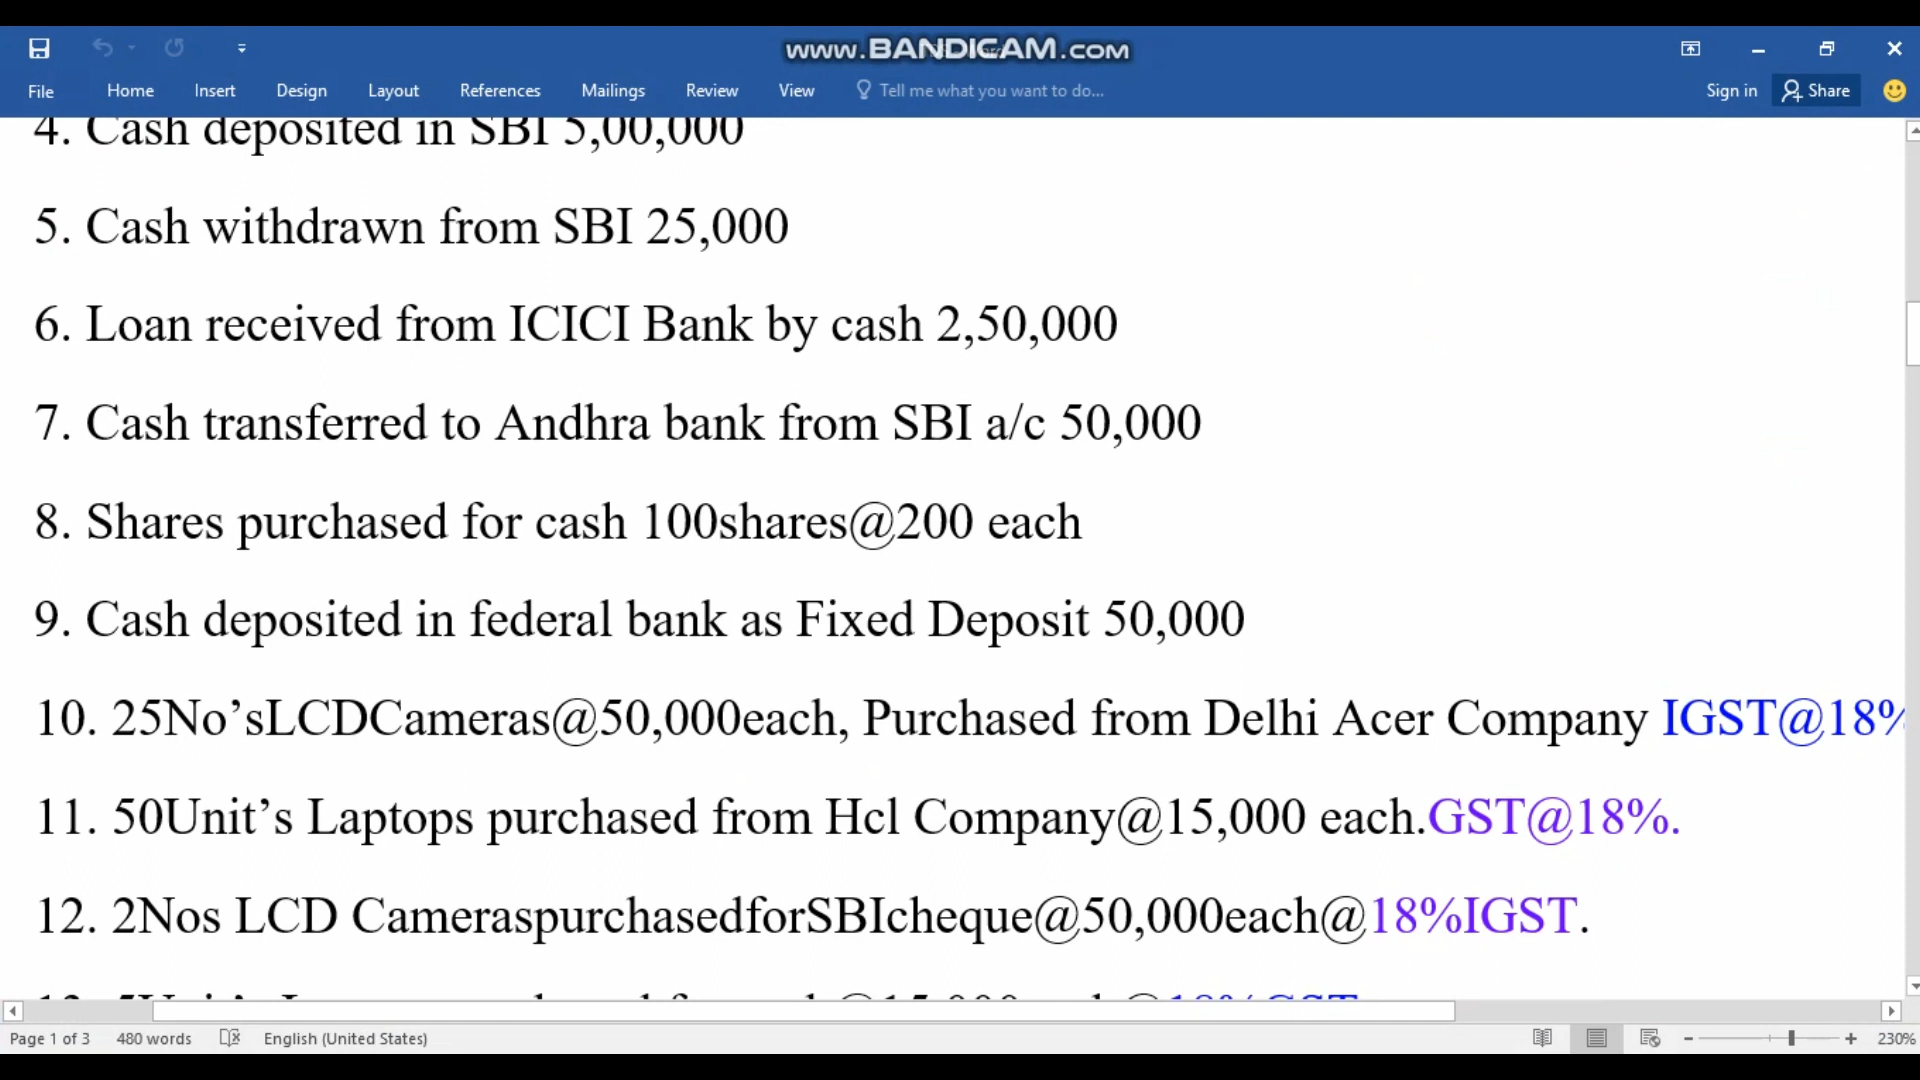 www.BANDICAM.com
File Home Insert Design Layout References Mailings Review View Tell me what you want to do... Sign in Share
4. Cash deposited in SBI 5,00,000
5. Cash withdrawn from SBI 25,000
6. Loan received from ICICI Bank by cash 2,50,000
7. Cash transferred to Andhra bank from SBI a/c 50,000
8. Shares purchased for cash 100shares@200 each
9. Cash deposited in federal bank as Fixed Deposit 50,000
10. 25No’sLCDCameras@50,000each, Purchased from Delhi Acer Company IGST@18%
11. 50Unit’s Laptops purchased from Hcl Company@15,000 each.GST@18%.
12. 2Nos LCD CameraspurchasedforSBIcheque@50,000each@18%IGST.
Page 1 of 3 480 words English (United States) 230%